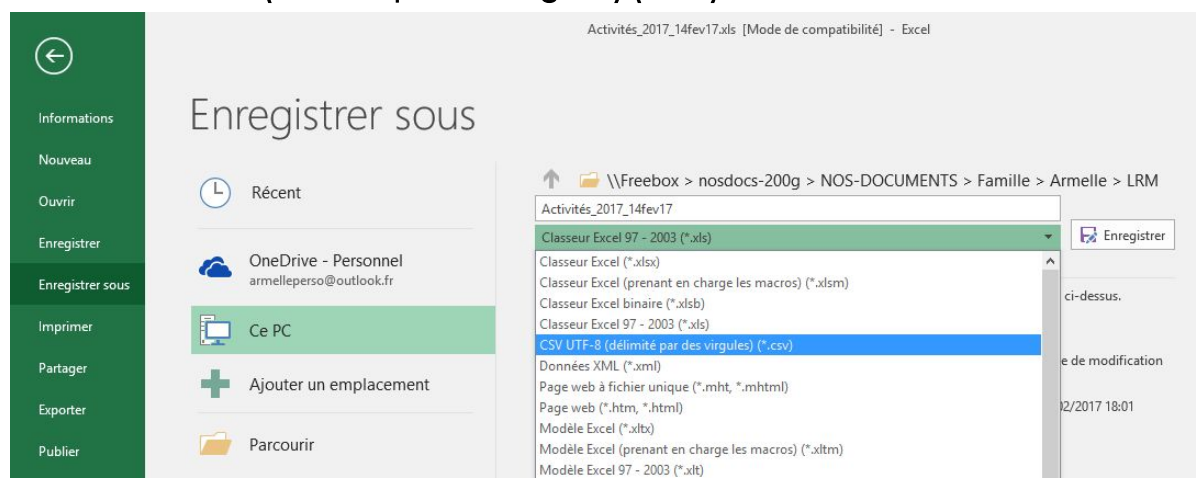 Activités_2017_14fev17.xls [Mode de compatibilité] - Excel
Informations
Nouveau
Ouvrir
Enregistrer
Enregistrer sous
Imprimer
Partager
Exporter
Publier
Enregistrer sous
Récent
OneDrive - Personnel
armelleperso@outlook.fr
Ce PC
Ajouter un emplacement
Parcourir
\\Freebox > nosdocs-200g > NOS-DOCUMENTS > Famille > Armelle > LRM
Activités_2017_14fev17
Classeur Excel 97 - 2003 (*.xls)
Enregistrer
Classeur Excel (*.xlsx)
Classeur Excel (prenant en charge les macros) (*.xlsm)
Classeur Excel binaire (*.xlsb)
Classeur Excel 97 - 2003 (*.xls)
CSV UTF-8 (délimité par des virgules) (*.csv)
Données XML (*.xml)
Page web à fichier unique (*.mht, *.mhtml)
Page web (*.htm, *.html)
Modèle Excel (*.xltx)
Modèle Excel (prenant en charge les macros) (*.xltm)
Modèle Excel 97 - 2003 (*.xlt)
ci-dessus.
e de modification
02/2017 18:01